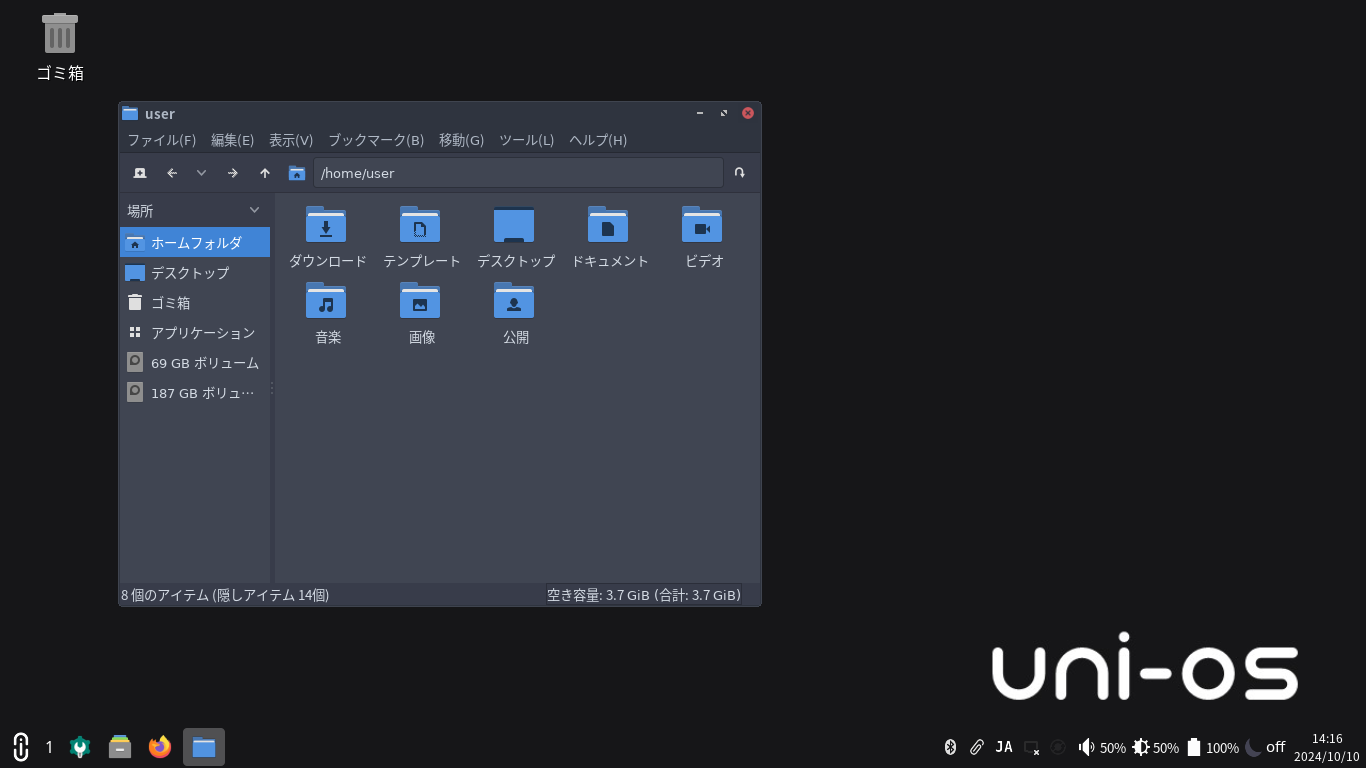 ゴミ箱
user
ファイル(F) 編集(E) 表示(V) ブックマーク(B) 移動(G) ツール(L) ヘルプ(H)
/home/user
場所
ホームフォルダ
デスクトップ
ゴミ箱
アプリケーション
69 GB ボリューム
187 GB ボリュ…
ダウンロード テンプレート デスクトップ ドキュメント ビデオ
音楽 画像 公開
8 個のアイテム (隠しアイテム 14個) 空き容量: 3.7 GiB (合計: 3.7 GiB)
uni-os
1 JA 50% 50% 100% off 14:16
2024/10/10